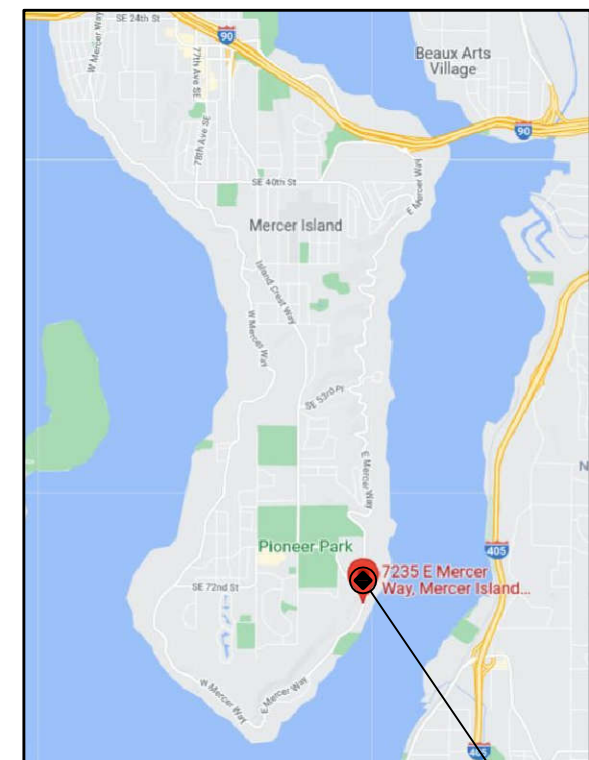 SE 24th St
W Mercer Way
77th Ave SE
90
Beaux Arts
Village
78th Ave SE
90
SE 40th St
E Mercer Way
Mercer Island
Island Crest Way
W Mercer Way
SE 53rd Pl
E Mercer Way
N
405
Pioneer Park
7235 E Mercer
Way, Mercer Island...
SE 72nd St
W Mercer Way
E Mercer Way
405